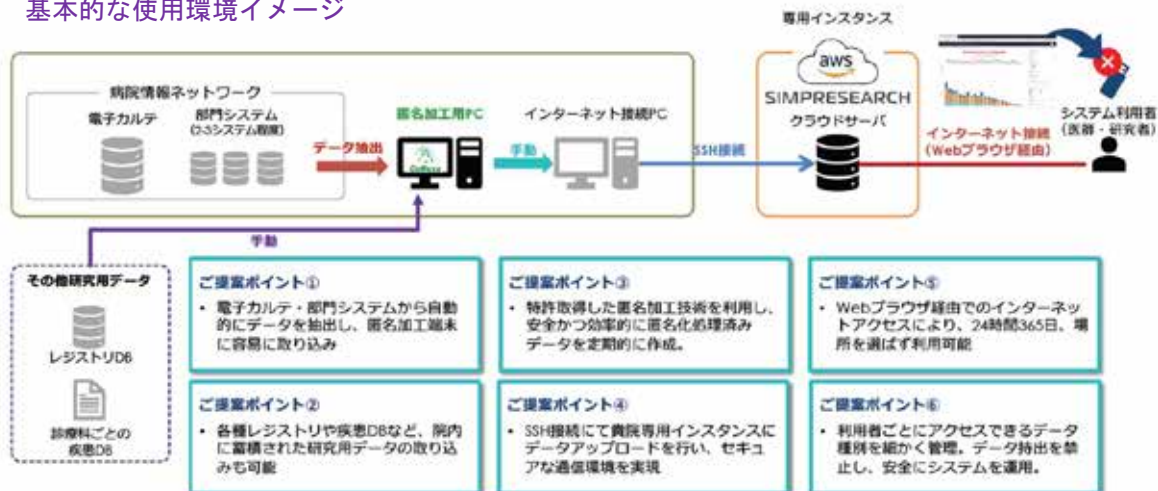 基本的な使用環境イメージ
専用インスタンス
aws
SIMPRESEARCH
クラウドサーバ
病院情報ネットワーク
電子カルテ
部門システム
(2-3システム程度)
データ抽出
匿名加工用PC
手動
インターネット接続PC
SSH接続
インターネット接続
(Webブラウザ経由)
システム利用者
(医師・研究者)
手動
その他研究用データ
レジストリDB
診療科ごとの
疾患DB
ご提案ポイント①
・ 電子カルテ・部門システムから自動
的にデータを抽出し、匿名加工端末
に容易に取り込み
ご提案ポイント②
・ 各種レジストリや疾患DBなど、院内
に蓄積された研究用データの取り込
みも可能
ご提案ポイント③
・ 特許取得した匿名加工技術を利用し、
安全かつ効率的に匿名化処理済み
データを定期的に作成。
ご提案ポイント④
・ SSH接続にて貴院専用インスタンスに
データアップロードを行い、セキュ
アな通信環境を実現
ご提案ポイント⑤
・ Webブラウザ経由でのインターネッ
トアクセスにより、24時間365日、場
所を選ばず利用可能
ご提案ポイント⑥
・ 利用者ごとにアクセスできるデータ
種別を細かく管理。データ持出を禁
止し、安全にシステムを運用。